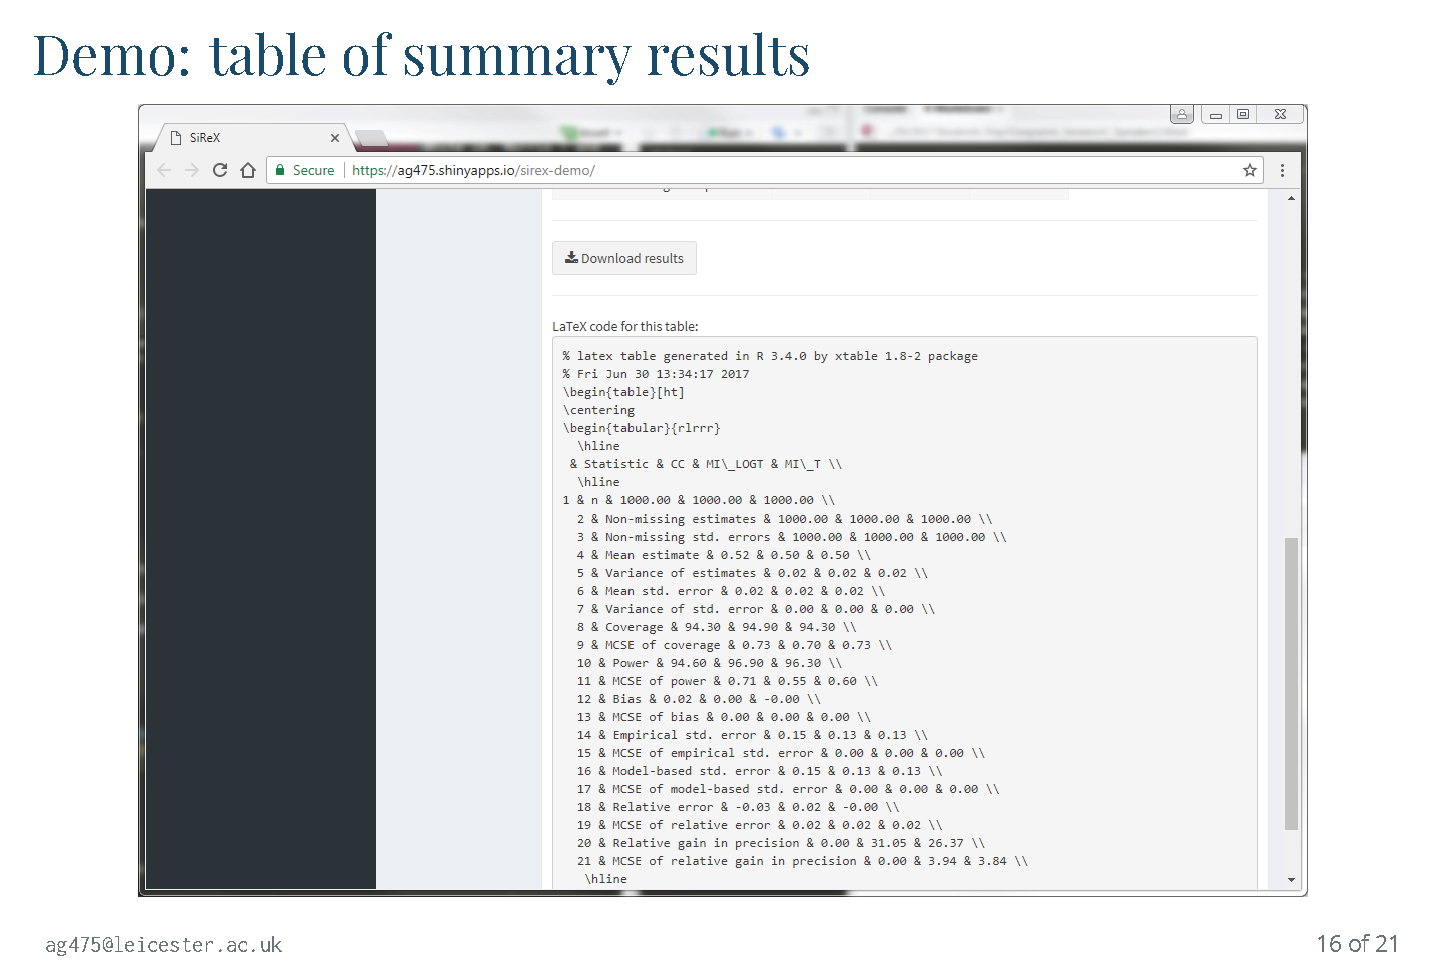 Demo: table of summary results
SiReX
Secure
https://ag475.shinyapps.io/sirex-demo/
Download results
LaTeX code for this table:
% latex table generated in R 3.4.0 by xtable 1.8-2 package
% Fri Jun 30 13:34:17 2017
\begin{table}[ht]
\centering
\begin{tabular}{rlrrr}
\hline
& Statistic & CC & MI\_LOGT & MI\_T \\
\hline
1 & n & 1000.00 & 1000.00 & 1000.00 \\
2 & Non-missing estimates & 1000.00 & 1000.00 & 1000.00 \\
3 & Non-missing std. errors & 1000.00 & 1000.00 & 1000.00 \\
4 & Mean estimate & 0.52 & 0.50 & 0.50 \\
5 & Variance of estimates & 0.02 & 0.02 & 0.02 \\
6 & Mean std. error & 0.02 & 0.02 & 0.02 \\
7 & Variance of std. error & 0.00 & 0.00 & 0.00 \\
8 & Coverage & 94.30 & 94.90 & 94.30 \\
9 & MCSE of coverage & 0.73 & 0.70 & 0.73 \\
10 & Power & 94.60 & 96.90 & 96.30 \\
11 & MCSE of power & 0.71 & 0.55 & 0.60 \\
12 & Bias & 0.02 & 0.00 & -0.00 \\
13 & MCSE of bias & 0.00 & 0.00 & 0.00 \\
14 & Empirical std. error & 0.15 & 0.13 & 0.13 \\
15 & MCSE of empirical std. error & 0.00 & 0.00 & 0.00 \\
16 & Model-based std. error & 0.15 & 0.13 & 0.13 \\
17 & MCSE of model-based std. error & 0.00 & 0.00 & 0.00 \\
18 & Relative error & -0.03 & 0.02 & -0.00 \\
19 & MCSE of relative error & 0.02 & 0.02 & 0.02 \\
20 & Relative gain in precision & 0.00 & 31.05 & 26.37 \\
21 & MCSE of relative gain in precision & 0.00 & 3.94 & 3.84 \\
\hline
ag475@leicester.ac.uk
16 of 21